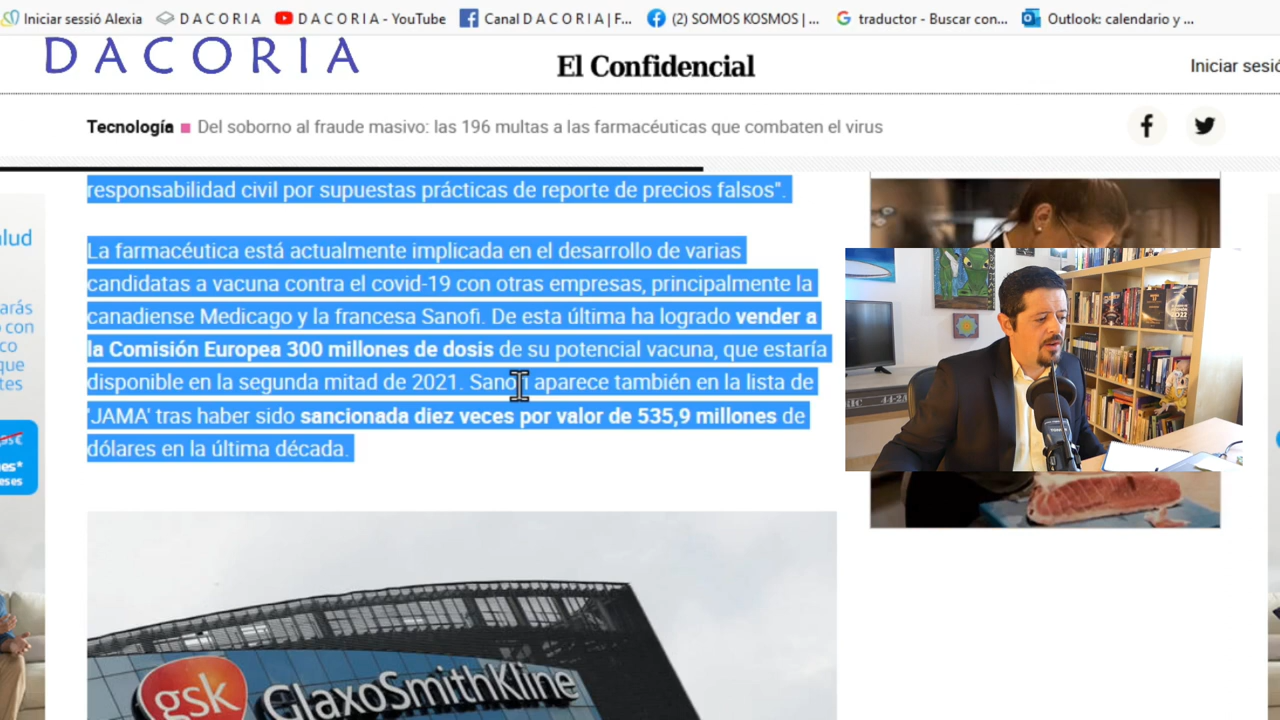 Iniciar sessió Alexia
D A C O R I A
D A C O R I A - YouTube
Canal D A C O R I A | F...
(2) SOMOS KOSMOS | ...
traductor - Buscar con...
Outlook: calendario y ...
DACORIA
El Confidencial
Iniciar sesió
Tecnología
Del soborno al fraude masivo: las 196 multas a las farmacéuticas que combaten el virus
responsabilidad civil por supuestas prácticas de reporte de precios falsos".
La farmacéutica está actualmente implicada en el desarrollo de varias
candidatas a vacuna contra el covid-19 con otras empresas, principalmente la
canadiense Medicago y la francesa Sanofi. De esta última ha logrado vender a
la Comisión Europea 300 millones de dosis de su potencial vacuna, que estaría
disponible en la segunda mitad de 2021. Sanofi aparece también en la lista de
'JAMA' tras haber sido sancionada diez veces por valor de 535,9 millones de
dólares en la última década.
gsk
GlaxoSmithKline